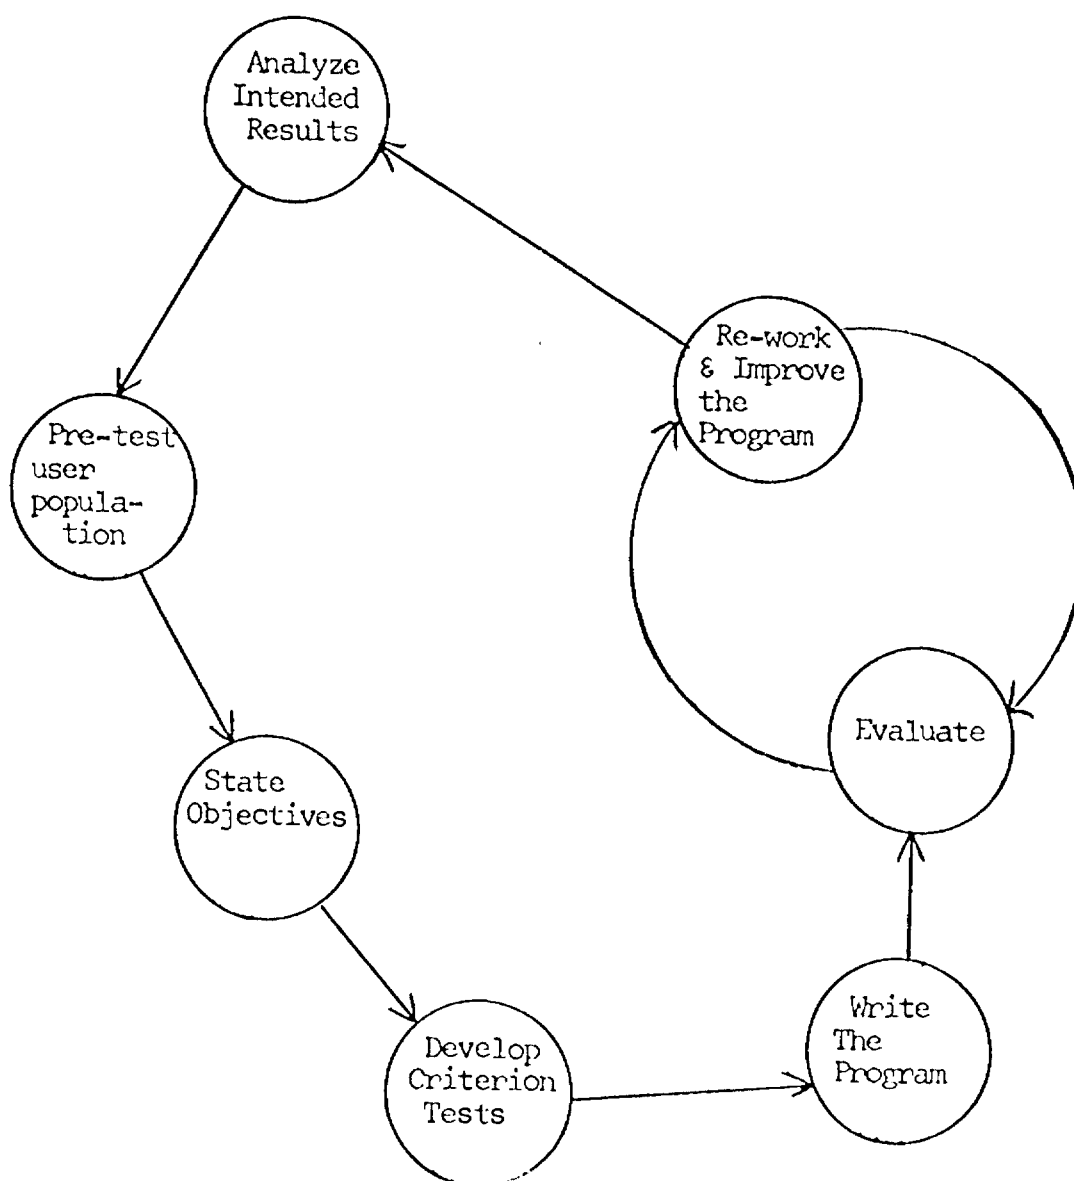 Analyze
Intended
Results
Re-work
& Improve
the
Program
Pre-test
user
popula-
tion
Evaluate
State
Objectives
Write
The
Program
Develop
Criterion
Tests